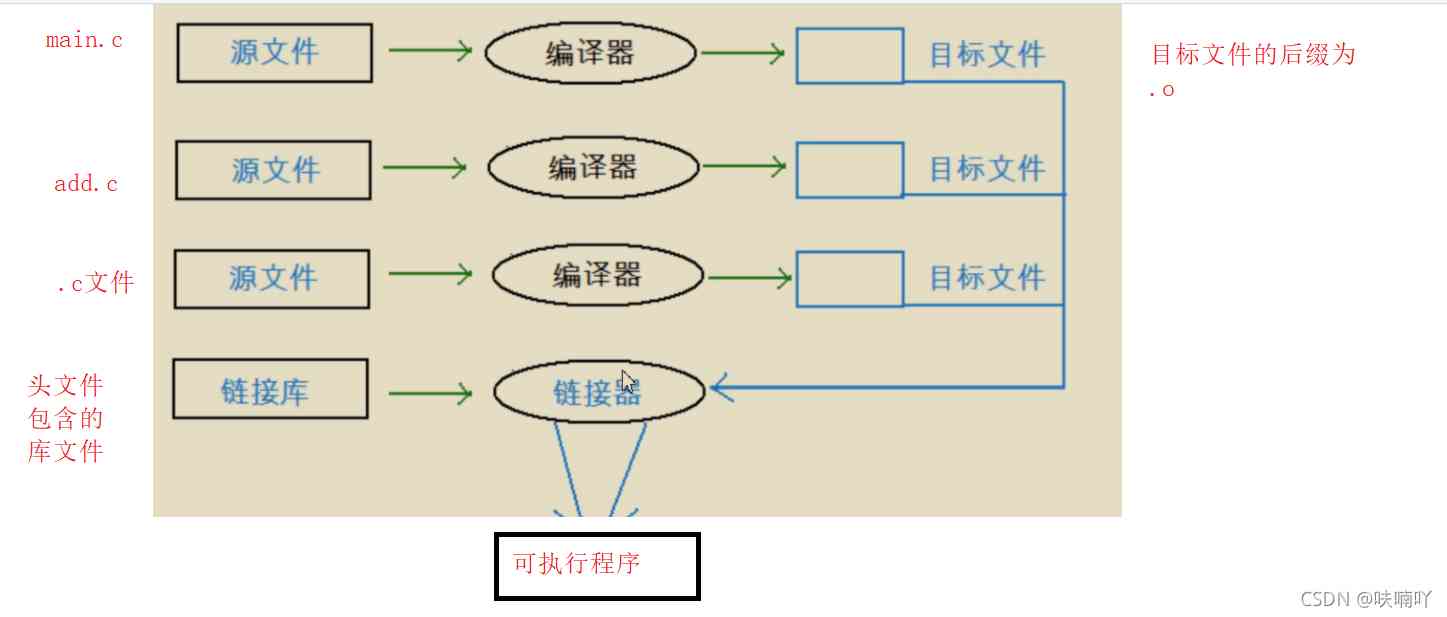 main.c
源文件
编译器
目标文件
目标文件的后缀为
.o
add.c
源文件
编译器
目标文件
.c文件
源文件
编译器
目标文件
头文件
包含的
库文件
链接库
链接器
可执行程序
CSDN @呋喃吖